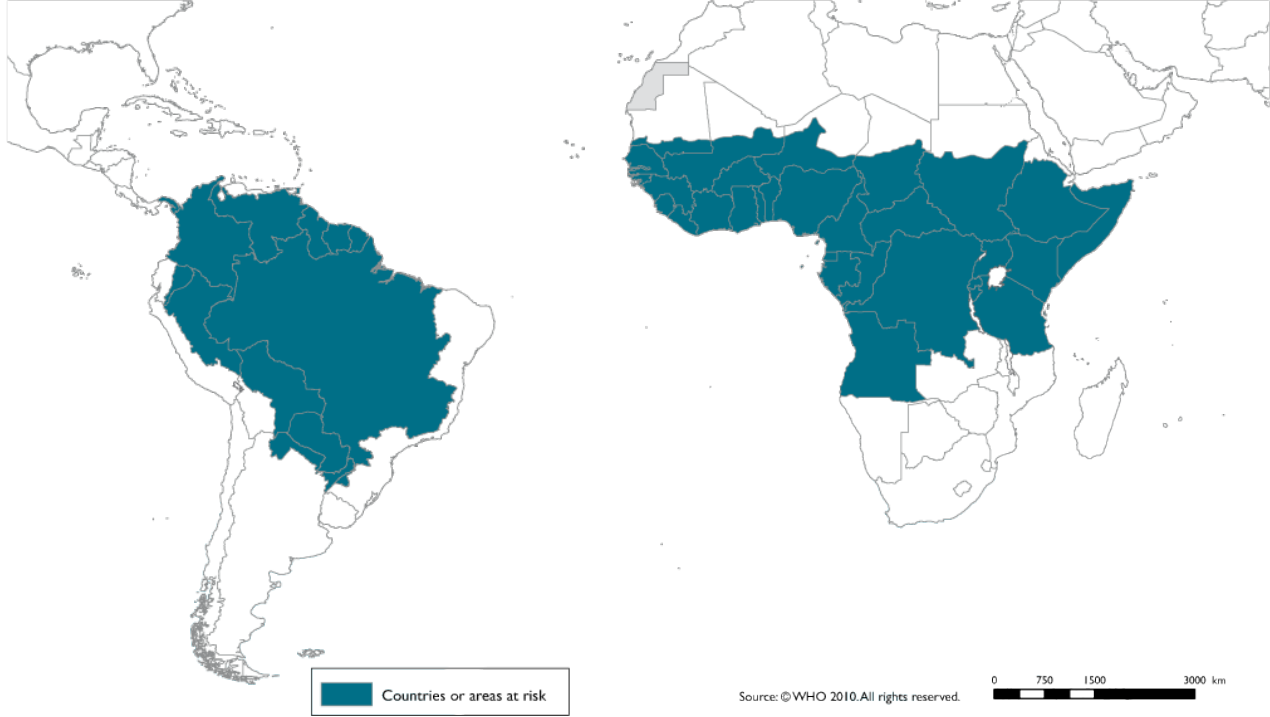 Countries or areas at risk
Source: © WHO 2010. All rights reserved.
0 750 1500 3000 km